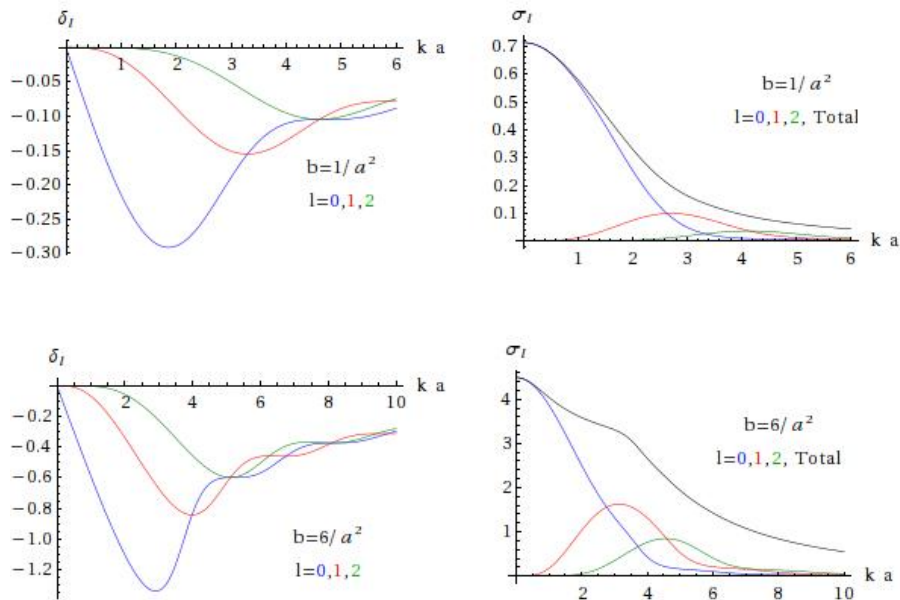 δ_l
k a
1 2 3 4 5 6
−0.05
−0.10
−0.15
−0.20
−0.25
−0.30
b=1/a²
l=0,1,2
σ_l
0.7
0.6
0.5
0.4
0.3
0.2
0.1
b=1/a²
l=0,1,2, Total
k a
1 2 3 4 5 6
δ_l
k a
2 4 6 8 10
−0.2
−0.4
−0.6
−0.8
−1.0
−1.2
b=6/a²
l=0,1,2
σ_l
4
3
2
1
b=6/a²
l=0,1,2, Total
k a
2 4 6 8 10